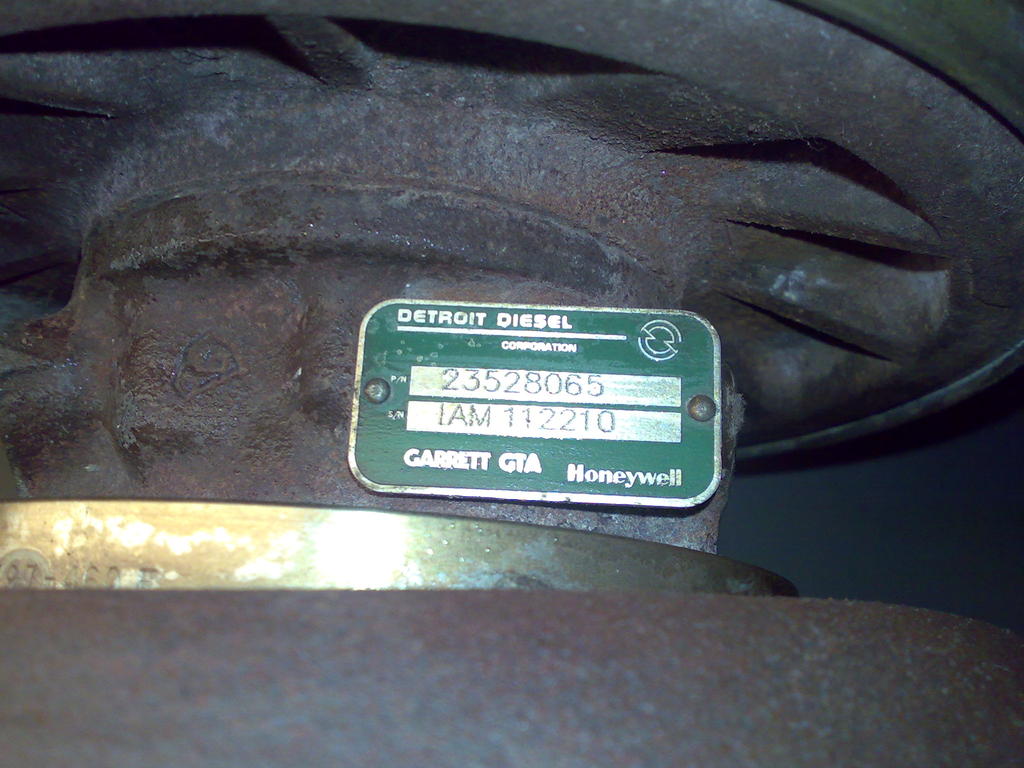 DETROIT DIESEL
CORPORATION
P/N 23528065
S/N IAM 112210
GARRETT GTA Honeywell